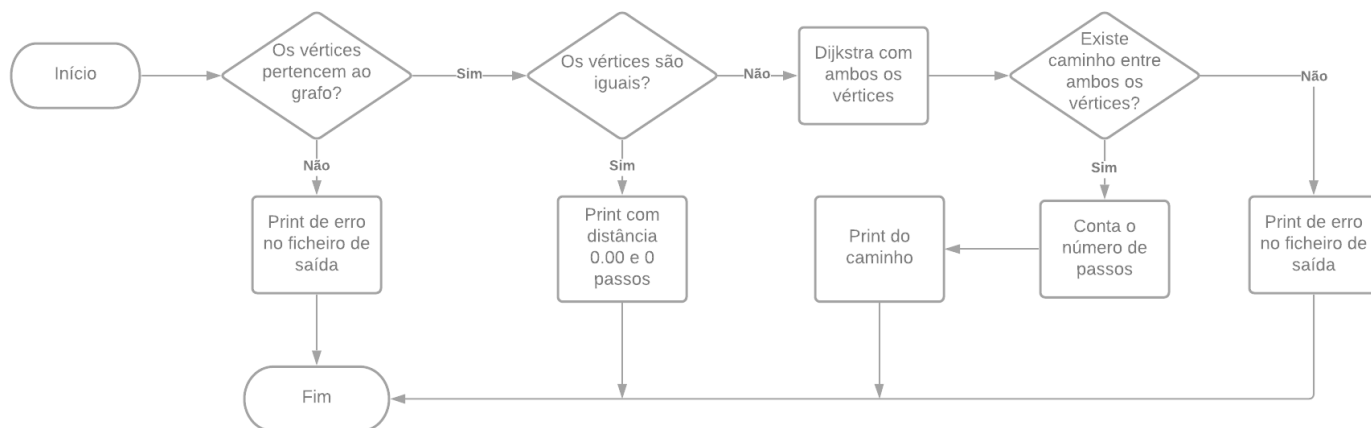 Início
Os vértices
pertencem ao
grafo?
Sim
Os vértices são
iguais?
Não
Dijkstra com
ambos os
vértices
Existe
caminho entre
ambos os
vértices?
Não
Não
Sim
Sim
Print de erro
no ficheiro de
saída
Print com
distância
0.00 e 0
passos
Print do
caminho
Conta o
número de
passos
Print de erro
no ficheiro de
saída
Fim